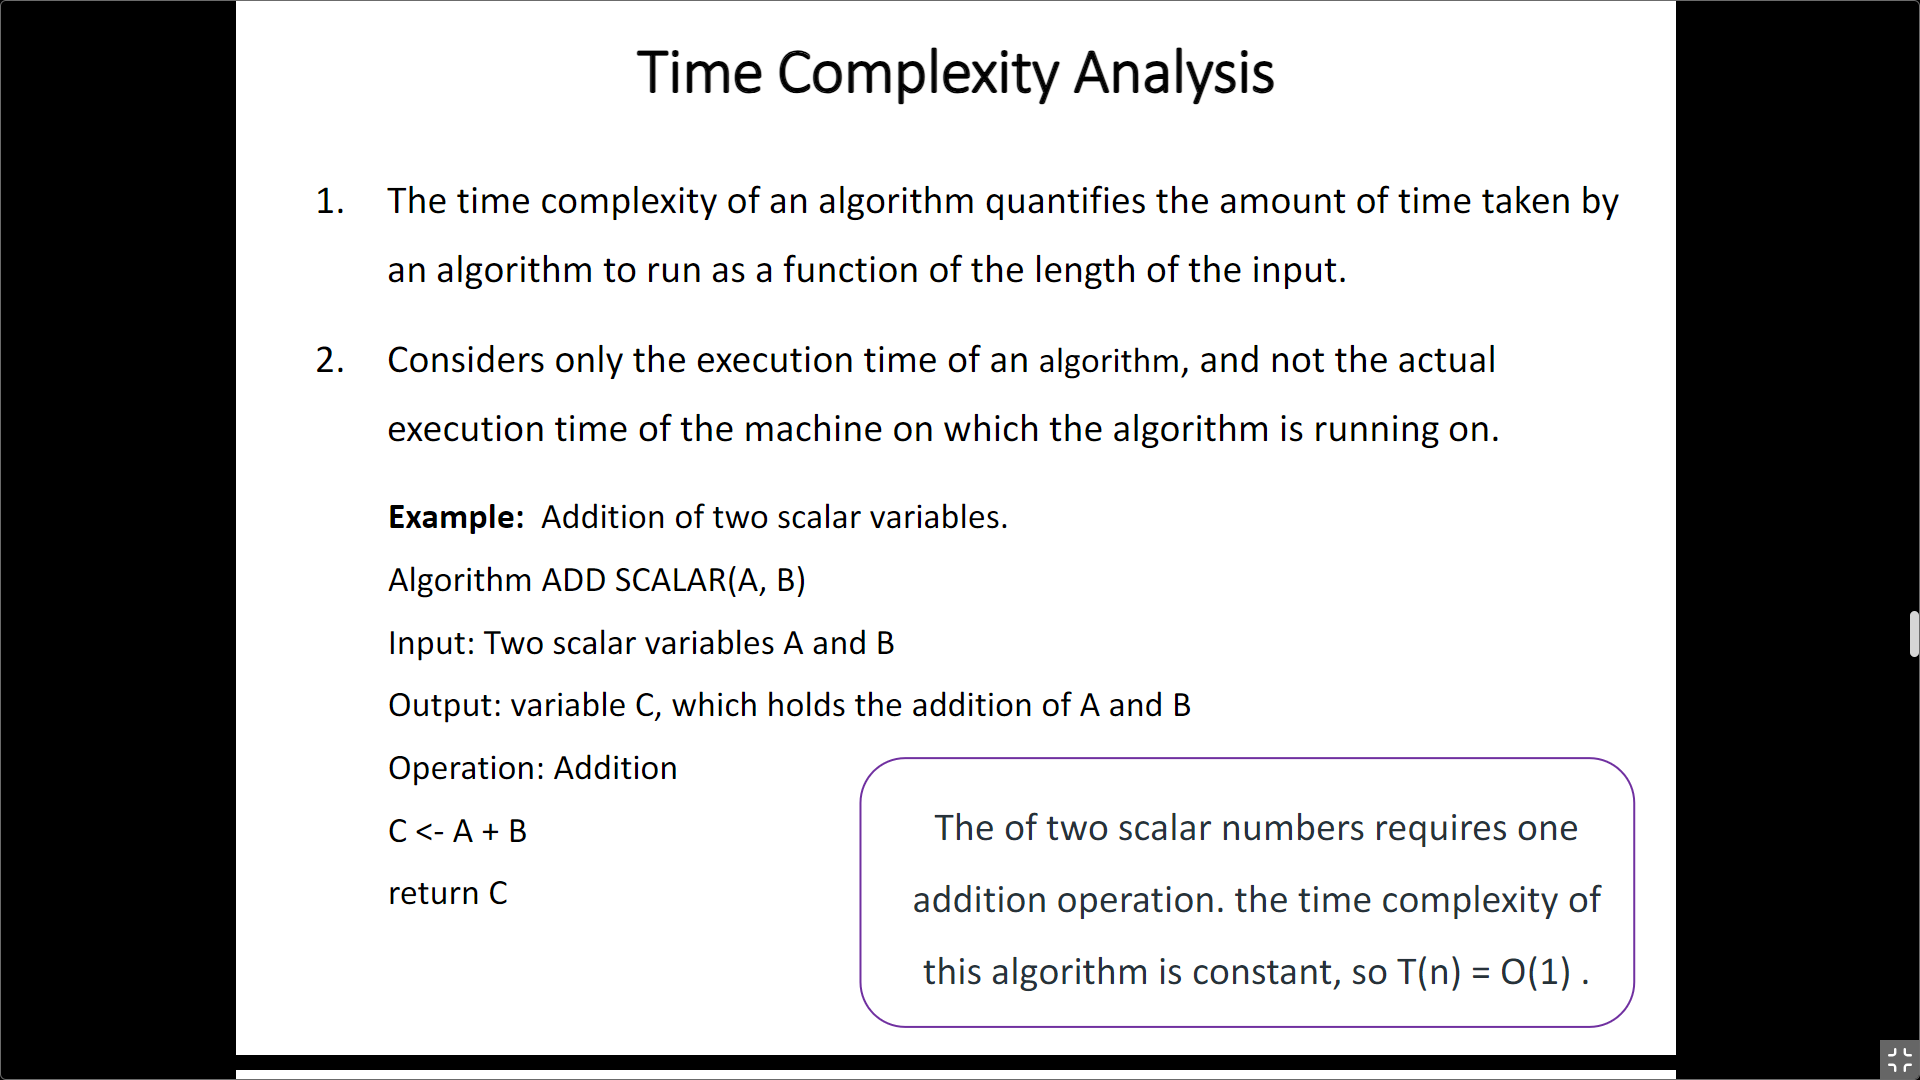 Time Complexity Analysis
1. The time complexity of an algorithm quantifies the amount of time taken by
an algorithm to run as a function of the length of the input.
2. Considers only the execution time of an algorithm, and not the actual
execution time of the machine on which the algorithm is running on.
Example: Addition of two scalar variables.
Algorithm ADD SCALAR(A, B)
Input: Two scalar variables A and B
Output: variable C, which holds the addition of A and B
Operation: Addition
C <- A + B
return C
The of two scalar numbers requires one
addition operation. the time complexity of
this algorithm is constant, so T(n) = O(1) .